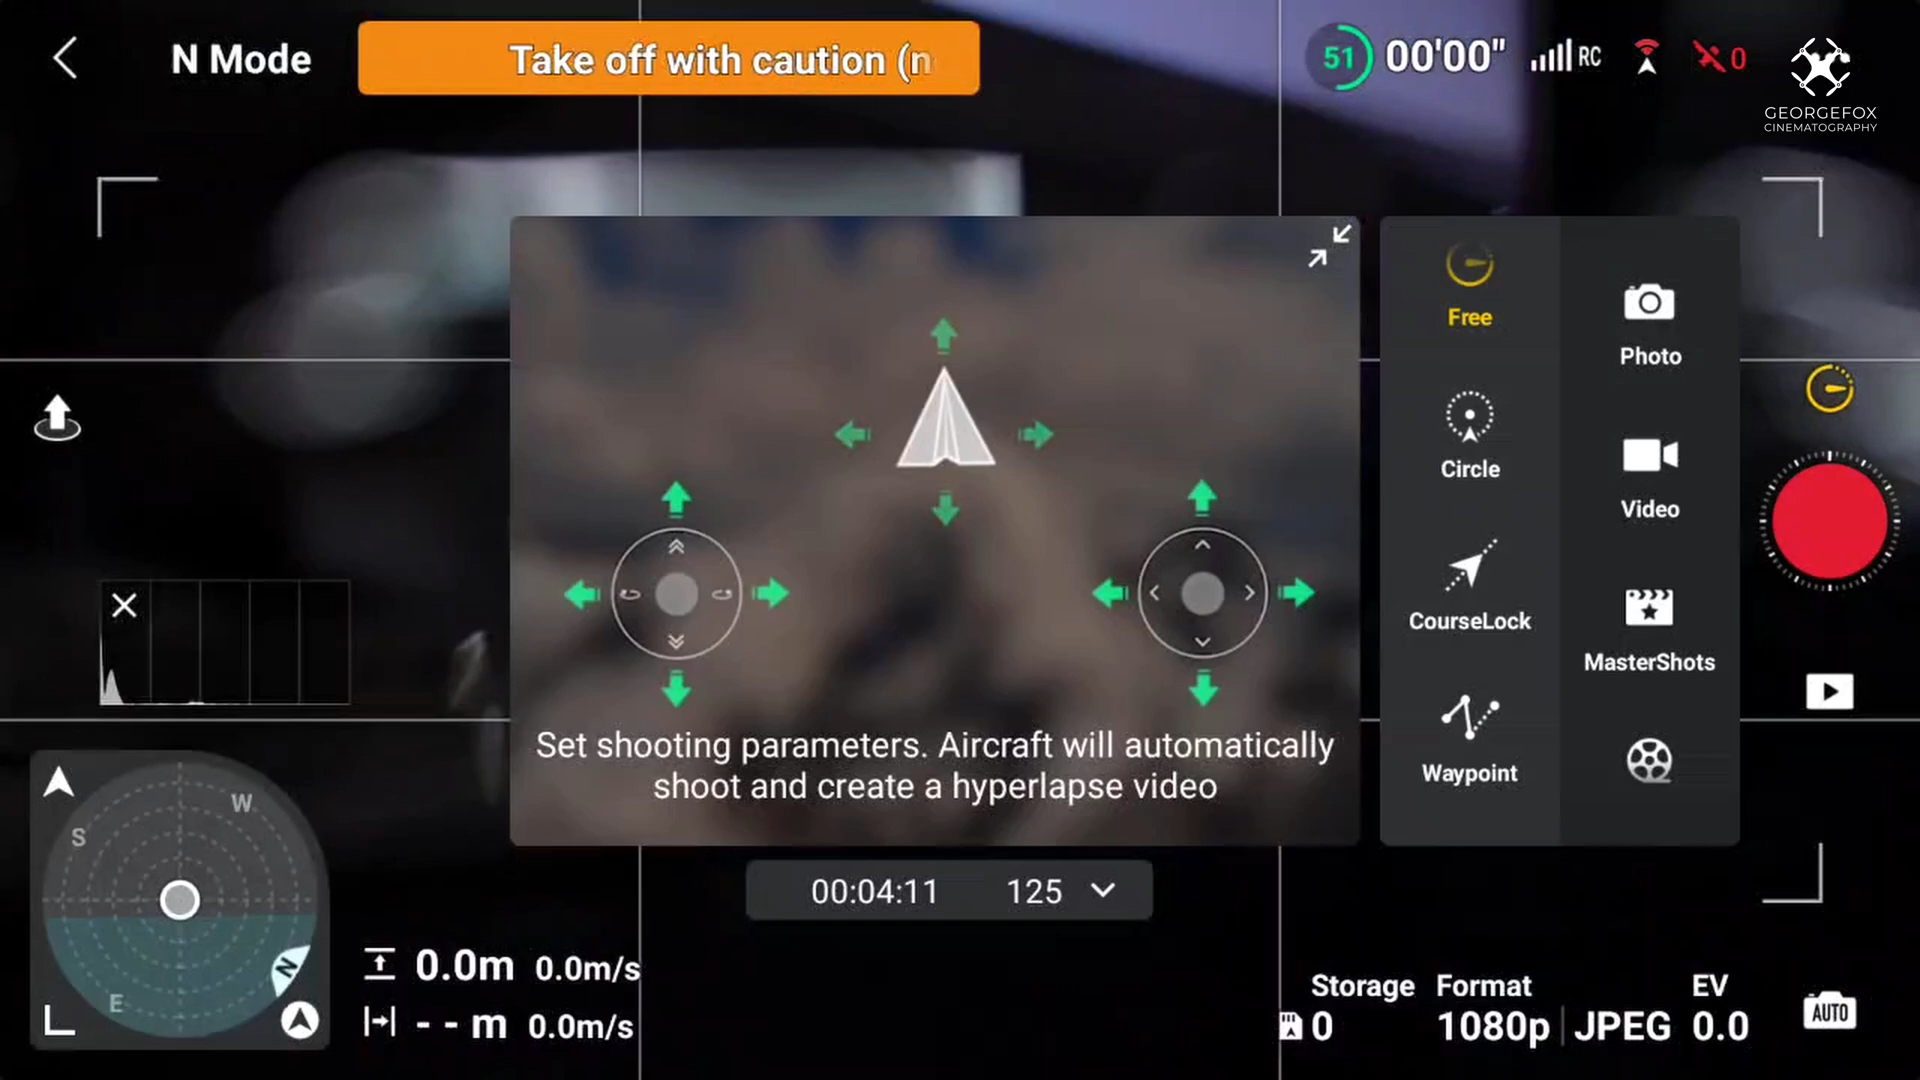 N Mode
Take off with caution (n
51
00'00"
RC
0
GEORGEFOX
CINEMATOGRAPHY
Free
Photo
Circle
Video
CourseLock
MasterShots
Waypoint
Set shooting parameters. Aircraft will automatically
shoot and create a hyperlapse video
00:04:11 125
W
S
N
E
0.0m 0.0m/s
- - m 0.0m/s
Storage Format EV
0 1080p JPEG 0.0
AUTO